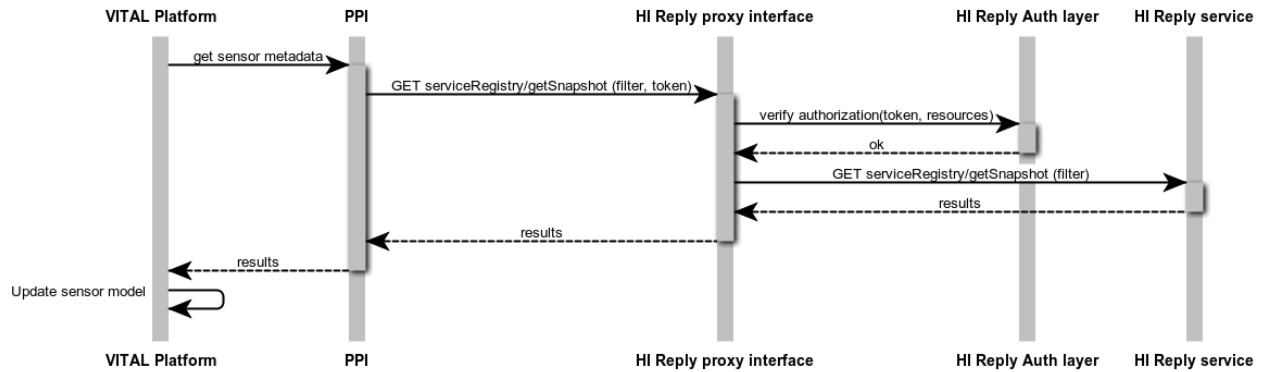 VITAL Platform PPI HI Reply proxy interface HI Reply Auth layer HI Reply service
get sensor metadata
GET serviceRegistry/getSnapshot (filter, token)
verify authorization(token, resources)
ok
GET serviceRegistry/getSnapshot (filter)
results
results
results
Update sensor model
VITAL Platform PPI HI Reply proxy interface HI Reply Auth layer HI Reply service